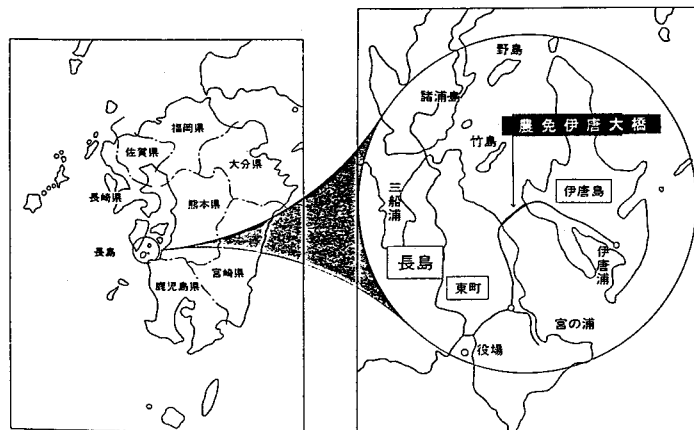 福岡県
佐賀県
大分県
長崎県
熊本県
長島
宮崎県
鹿児島県
野島
諸浦島
農免伊唐大橋
竹島
三船浦
伊唐島
伊唐浦
長島
東町
宮の浦
役場